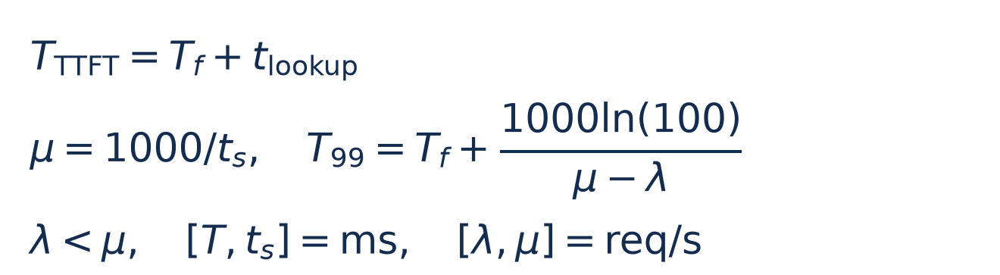 T_TTFT = T_f + t_lookup
μ = 1000/t_s,  T_99 = T_f + 1000ln(100) / (μ − λ)
λ < μ,  [T, t_s] = ms,  [λ, μ] = req/s